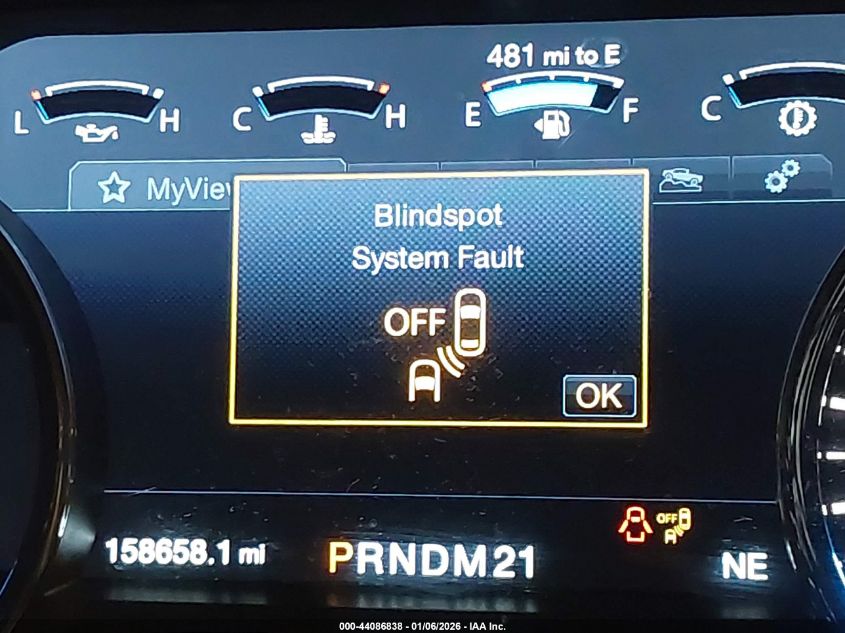 481 mi to E
L H C H E F C
MyView
Blindspot
System Fault
OFF
OK
OFF
158658.1 mi PRNDM21 NE
000-44086838 - 01/06/2026 - IAA Inc.